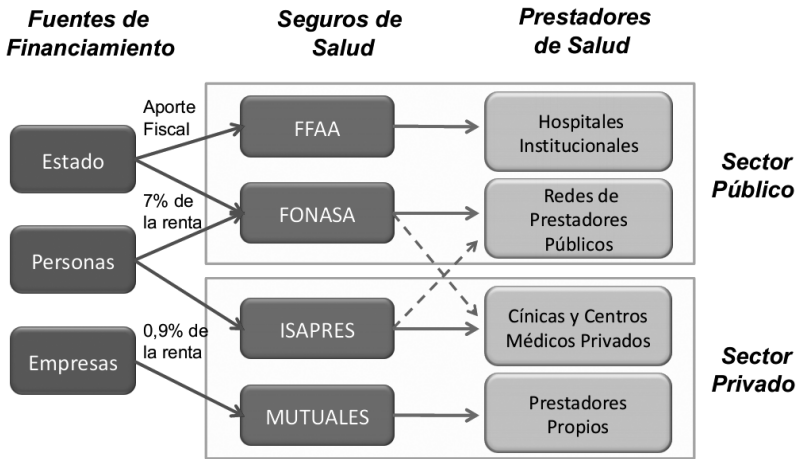 Fuentes de
Financiamiento
Seguros de
Salud
Prestadores
de Salud
Aporte
Fiscal
Estado
7% de
la renta
Personas
0,9% de
la renta
Empresas
FFAA
FONASA
ISAPRES
MUTUALES
Hospitales
Institucionales
Redes de
Prestadores
Públicos
Cínicas y Centros
Médicos Privados
Prestadores
Propios
Sector
Público
Sector
Privado